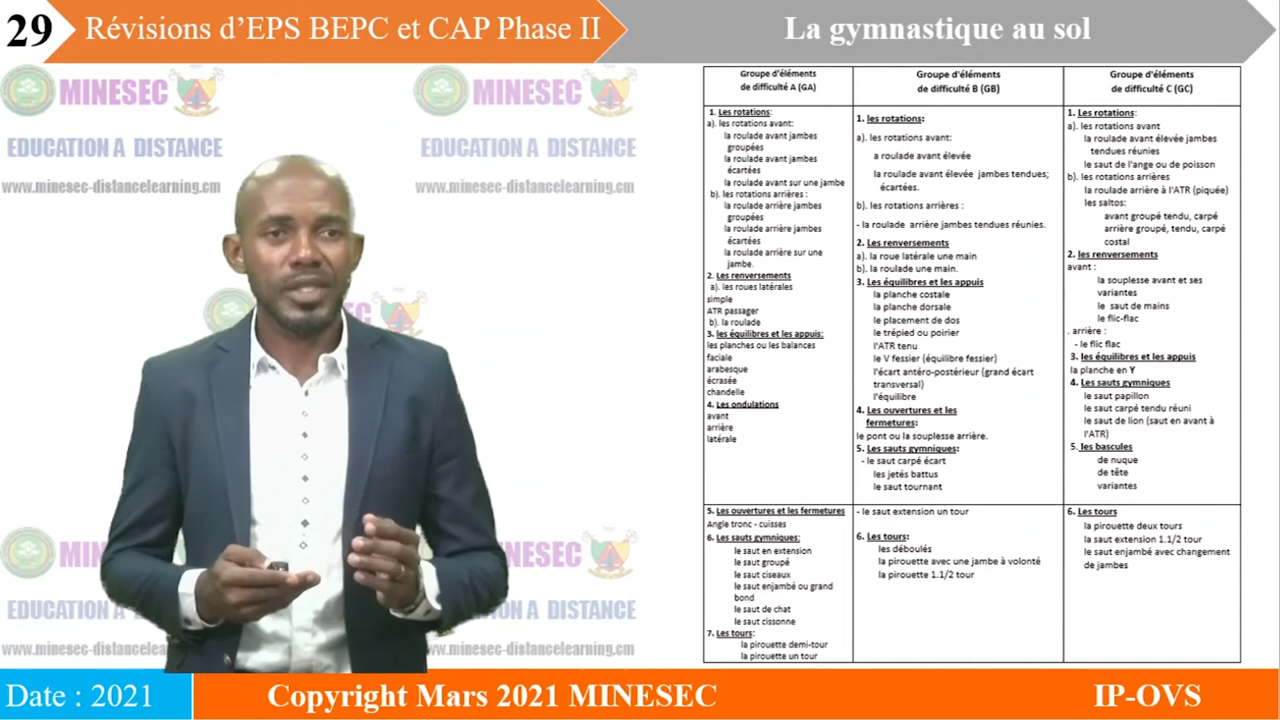 29
Révisions d'EPS BEPC et CAP Phase II
La gymnastique au sol
MINESEC
MINESEC
EDUCATION A DISTANCE
EDUCATION A DISTANCE
www.minesec-distancelearning.cm
www.minesec-distancelearning.cm
Groupe d'éléments
de difficulté A (GA)
1. Les rotations:
a). les rotations avant:
la roulade avant jambes
groupées
la roulade avant jambes
écartées
la roulade avant sur une jambe
b). les rotations arrières :
la roulade arrière jambes
groupées
la roulade arrière jambes
écartées
la roulade arrière sur une
jambe.
2. Les renversements
a). les roues latérales
simple
ATR passager
b). la roulade
3. les équilibres et les appuis:
les planches ou les balances
faciale
arabesque
écrasée
chandelle
4. Les ondulations
avant
arrière
latérale
5. Les ouvertures et les fermetures
Angle tronc - cuisses
6. Les sauts gymniques:
le saut en extension
le saut groupé
le saut ciseaux
le saut enjambé ou grand
bond
le saut de chat
le saut cissonne
7. Les tours:
la pirouette demi-tour
la pirouette un tour
Groupe d'éléments
de difficulté B (GB)
1. les rotations:
a). les rotations avant:
a roulade avant élevée
la roulade avant élevée jambes tendues;
écartées.
b). les rotations arrières :
- la roulade arrière jambes tendues réunies.
2. Les renversements
a). la roue latérale une main
b). la roulade une main.
3. Les équilibres et les appuis
la planche costale
la planche dorsale
le placement de dos
le trépied ou poirier
l'ATR tenu
le V fessier (équilibre fessier)
l'écart antéro-postérieur (grand écart
transversal)
l'équilibre
4. Les ouvertures et les
fermetures:
le pont ou la souplesse arrière.
5. Les sauts gymniques:
- le saut carpé écart
les jetés battus
le saut tournant
- le saut extension un tour
6. Les tours:
les déboulés
la pirouette avec une jambe à volonté
la pirouette 1.1/2 tour
Groupe d'éléments
de difficulté C (GC)
1. Les rotations:
a). les rotations avant
la roulade avant élevée jambes
tendues réunies
le saut de l'ange ou de poisson
b). les rotations arrières
la roulade arrière à l'ATR (piquée)
les saltos:
avant groupé tendu, carpé
arrière groupé, tendu, carpé
costal
2. les renversements
avant :
la souplesse avant et ses
variantes
le saut de mains
le flic-flac
. arrière :
- le flic flac
3. les équilibres et les appuis
la planche en Y
4. Les sauts gymniques
le saut papillon
le saut carpé tendu réuni
le saut de lion (saut en avant à
l'ATR)
5. les bascules
de nuque
de tête
variantes
6. Les tours
la pirouette deux tours
la saut extension 1.1/2 tour
le saut enjambé avec changement
de jambes
EDUCATION A
ON A DISTANCE
www.minesec-distancelea
ning.cm
Date : 2021
Copyright Mars 2021 MINESEC
IP-OVS